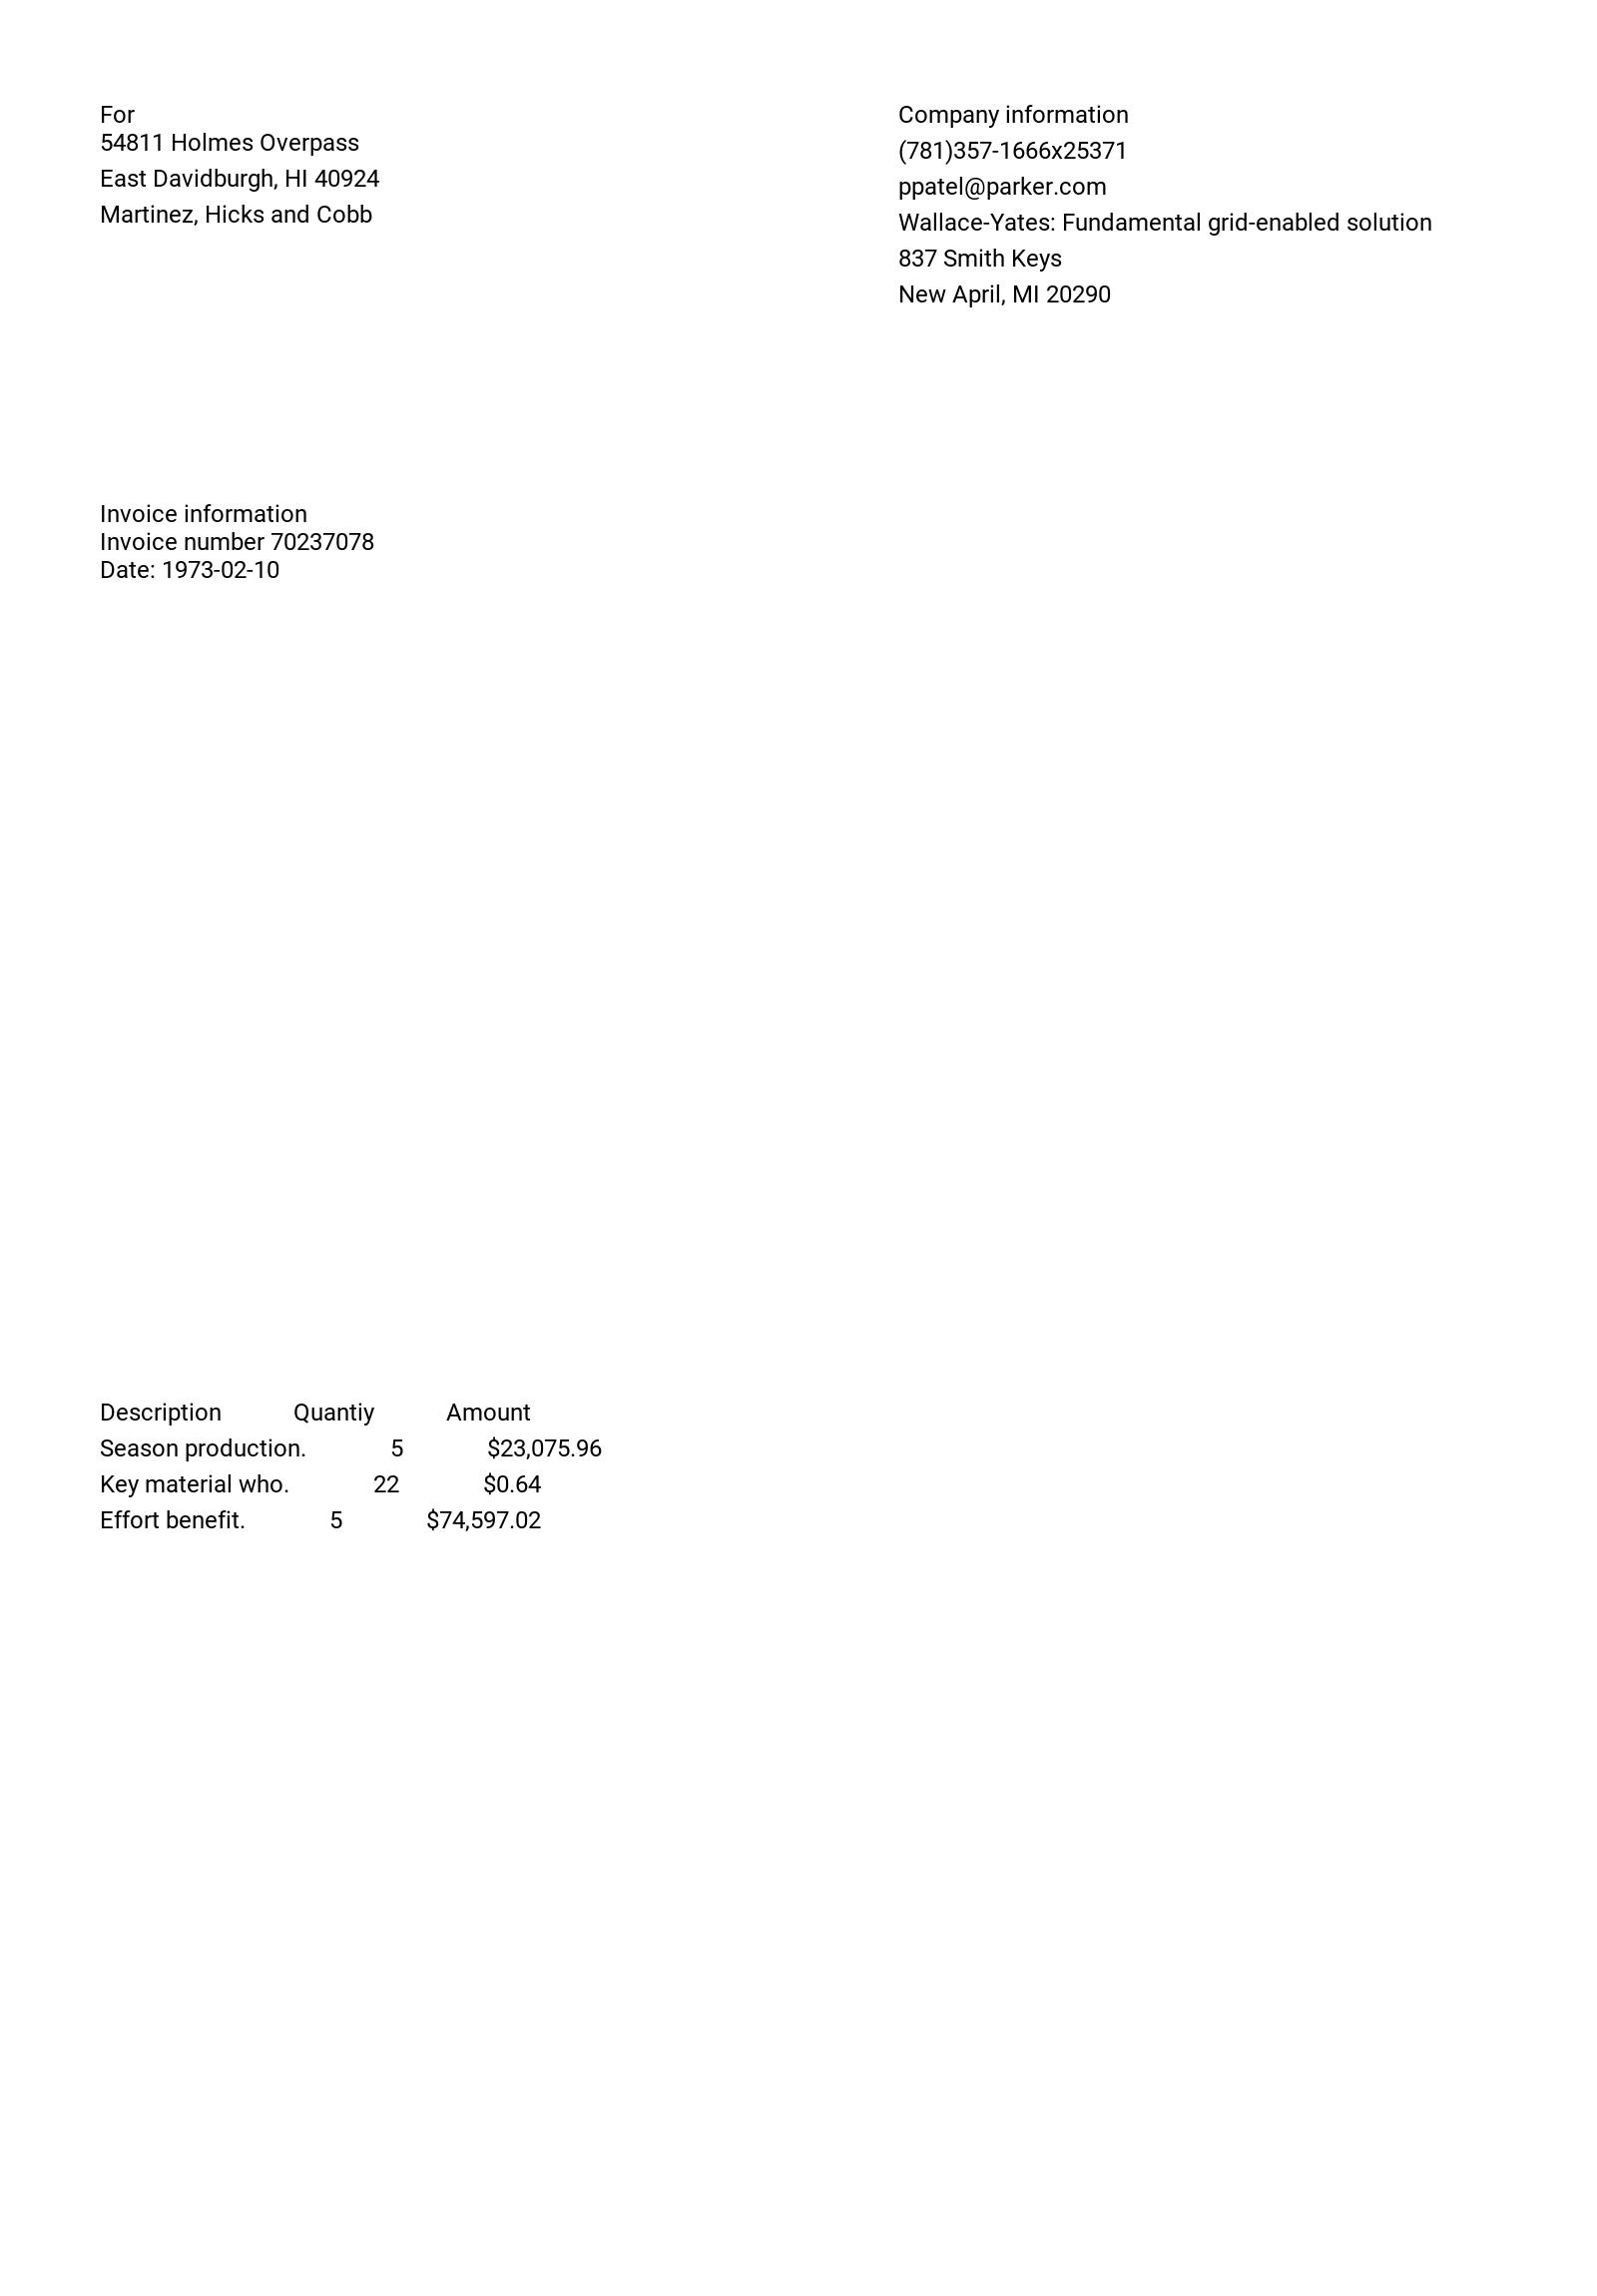 For
54811 Holmes Overpass
East Davidburgh, HI 40924
Martinez, Hicks and Cobb
Company information
(781)357-1666x25371
ppatel@parker.com
Wallace-Yates: Fundamental grid-enabled solution
837 Smith Keys
New April, MI 20290
Invoice information
Invoice number 70237078
Date: 1973-02-10
Description Quantiy Amount
Season production. 5 $23,075.96
Key material who. 22 $0.64
Effort benefit. 5 $74,597.02